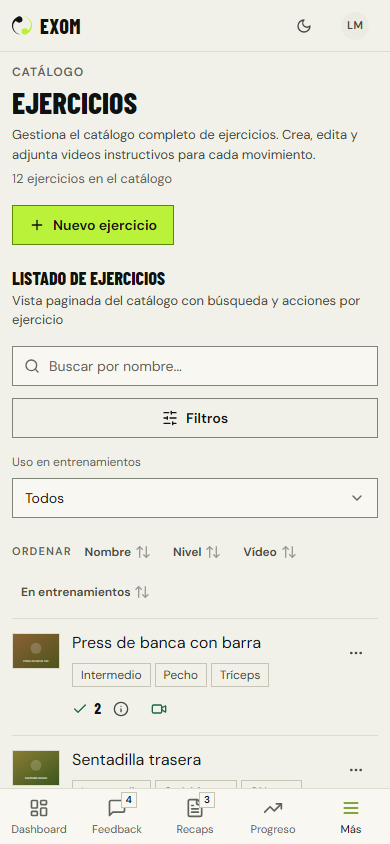 EXOM
LM
CATÁLOGO
EJERCICIOS
Gestiona el catálogo completo de ejercicios. Crea, edita y
adjunta videos instructivos para cada movimiento.
12 ejercicios en el catálogo
Nuevo ejercicio
LISTADO DE EJERCICIOS
Vista paginada del catálogo con búsqueda y acciones por
ejercicio
Buscar por nombre...
Filtros
Uso en entrenamientos
Todos
ORDENAR Nombre Nivel Vídeo
En entrenamientos
Press de banca con barra
Intermedio Pecho Tríceps
2
Sentadilla trasera
4 3
Dashboard Feedback Recaps Progreso Más